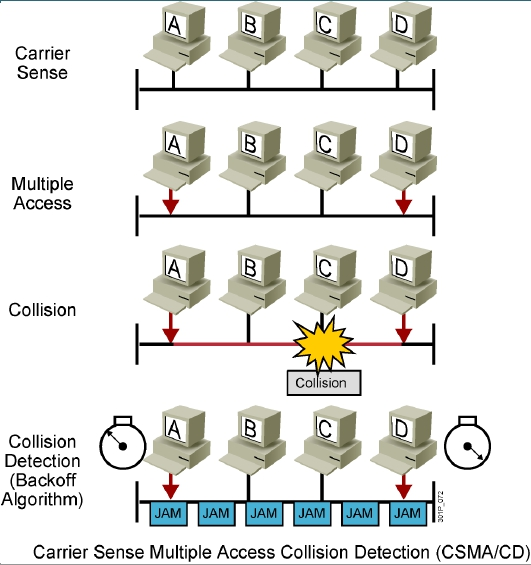 A B C D
Carrier
Sense
A B C D
Multiple
Access
A B C D
Collision
Collision
A B C D
Collision
Detection
(Backoff
Algorithm)
JAM JAM JAM JAM JAM JAM
301P_072
Carrier Sense Multiple Access Collision Detection (CSMA/CD)